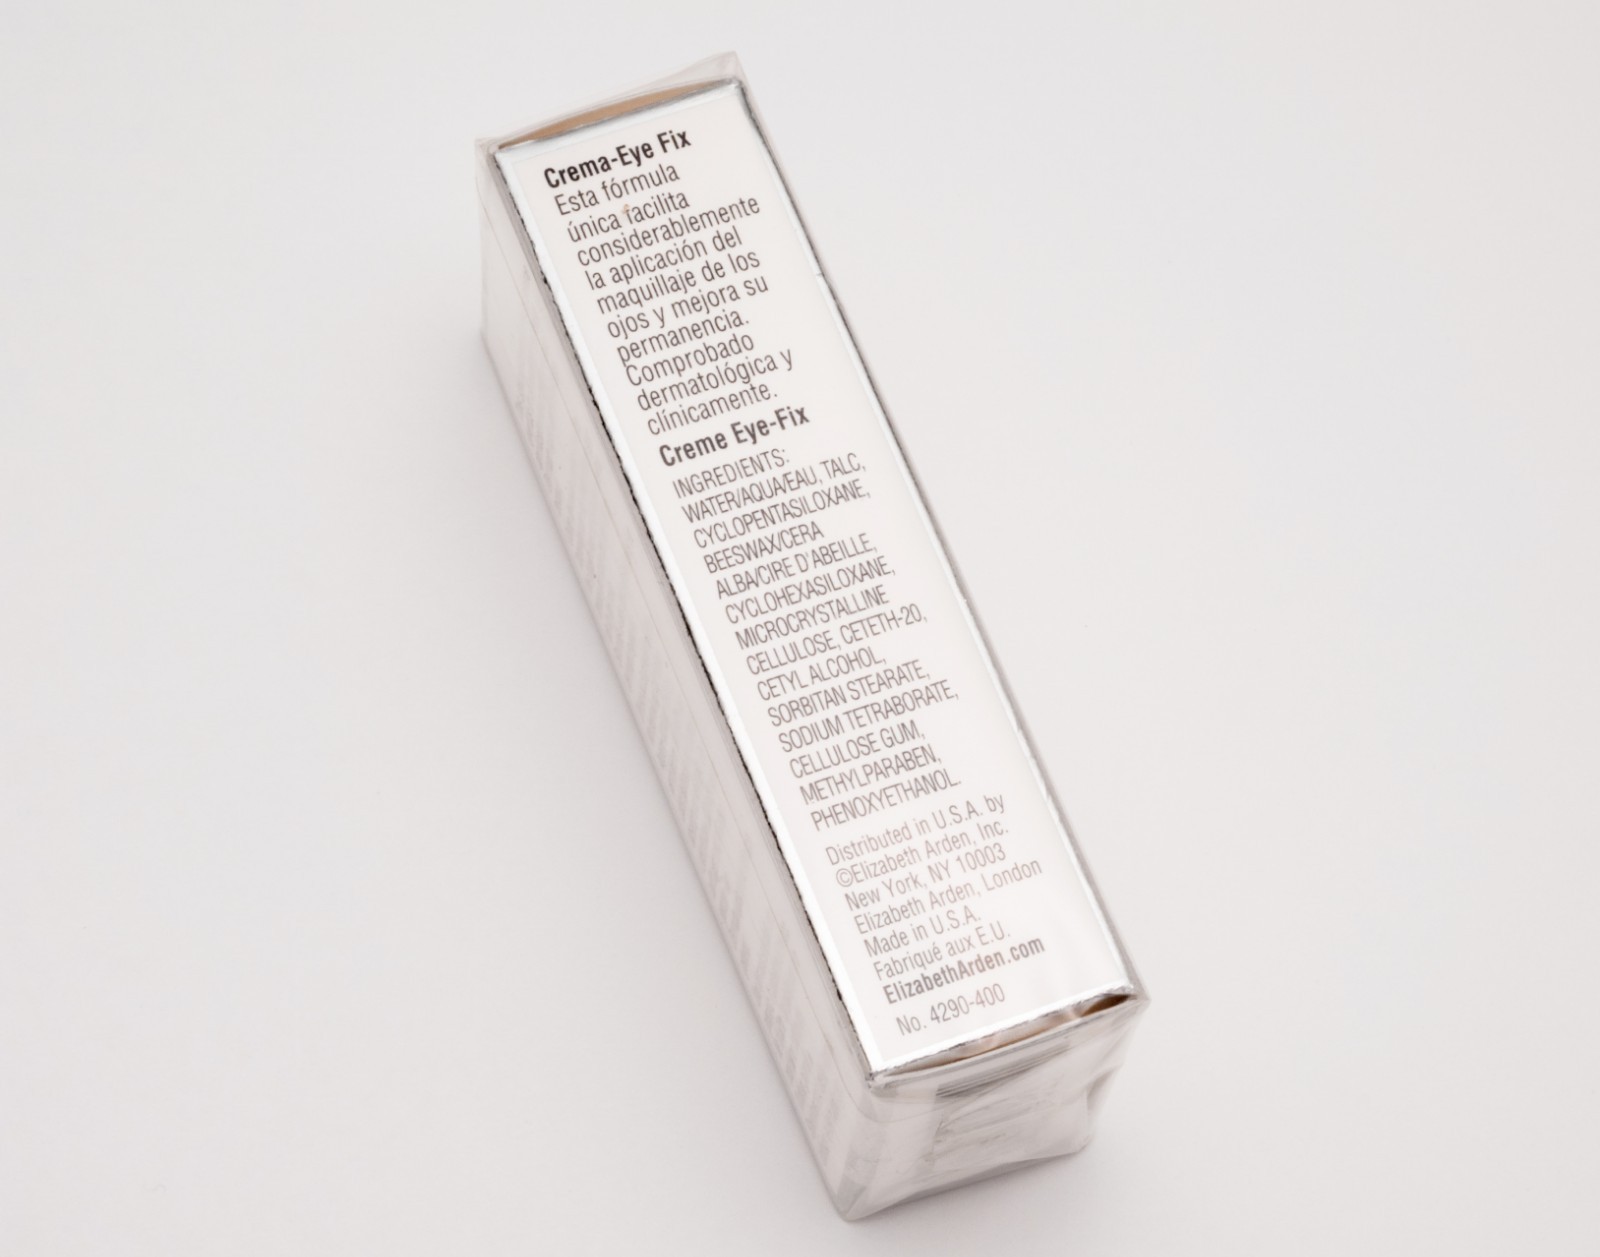 Crema-Eye Fix
Esta fórmula
única facilita
considerablemente
la aplicación del
maquillaje de los
ojos y mejora su
permanencia.
Comprobado
dermatológica y
clínicamente.
Creme Eye-Fix
INGREDIENTS:
WATER/AQUA/EAU, TALC,
CYCLOPENTASILOXANE,
BEESWAX/CERA
ALBA/CIRE D'ABEILLE,
CYCLOHEXASILOXANE,
MICROCRYSTALLINE
CELLULOSE, CETETH-20,
CETYL ALCOHOL,
SORBITAN STEARATE,
SODIUM TETRABORATE,
CELLULOSE GUM,
METHYLPARABEN,
PHENOXYETHANOL.
Distributed in U.S.A. by
©Elizabeth Arden, Inc.
New York, NY 10003
Elizabeth Arden, London
Made in U.S.A.
Fabriqué aux E.U.
ElizabethArden.com
No. 4290-400